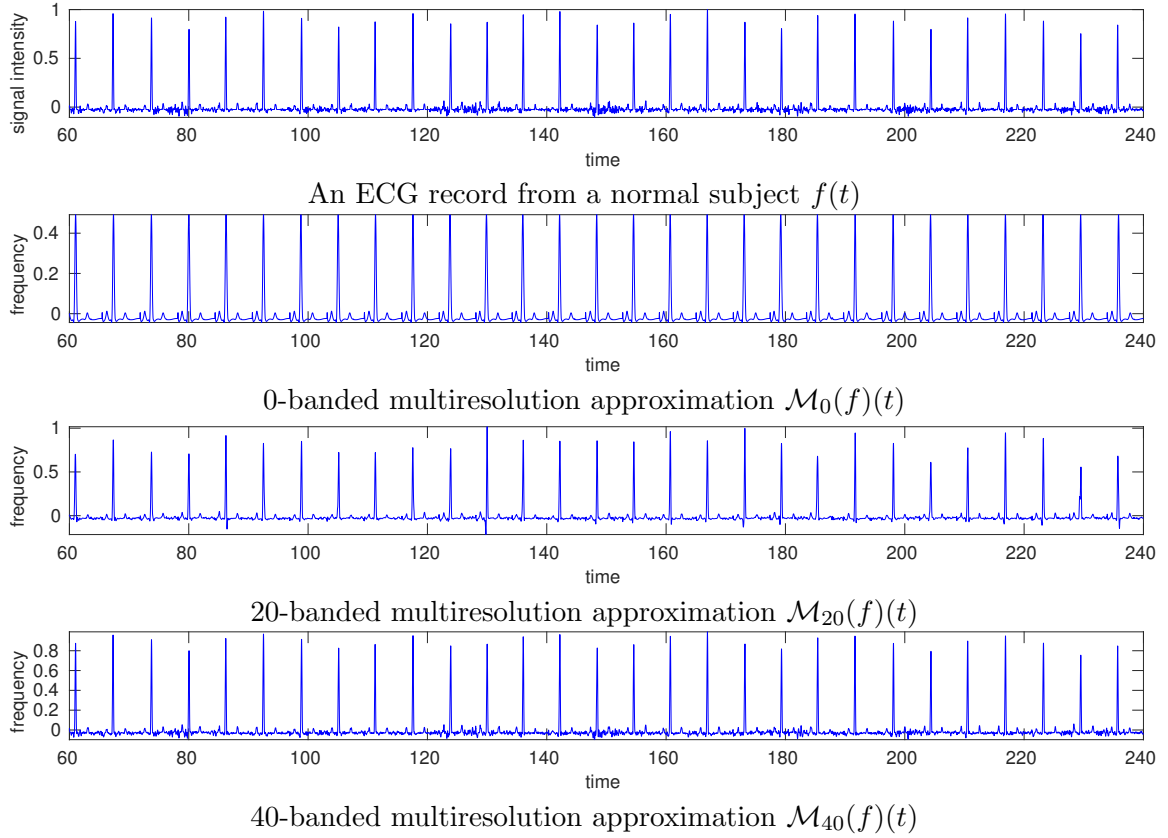 signal intensity
1
0.5
0
60 80 100 120 140 160 180 200 220 240
time
An ECG record from a normal subject f(t)
frequency
0.4
0.2
0
60 80 100 120 140 160 180 200 220 240
time
0-banded multiresolution approximation ℳ₀(f)(t)
frequency
1
0.5
0
60 80 100 120 140 160 180 200 220 240
time
20-banded multiresolution approximation ℳ₂₀(f)(t)
frequency
0.8
0.6
0.4
0.2
0
60 80 100 120 140 160 180 200 220 240
time
40-banded multiresolution approximation ℳ₄₀(f)(t)